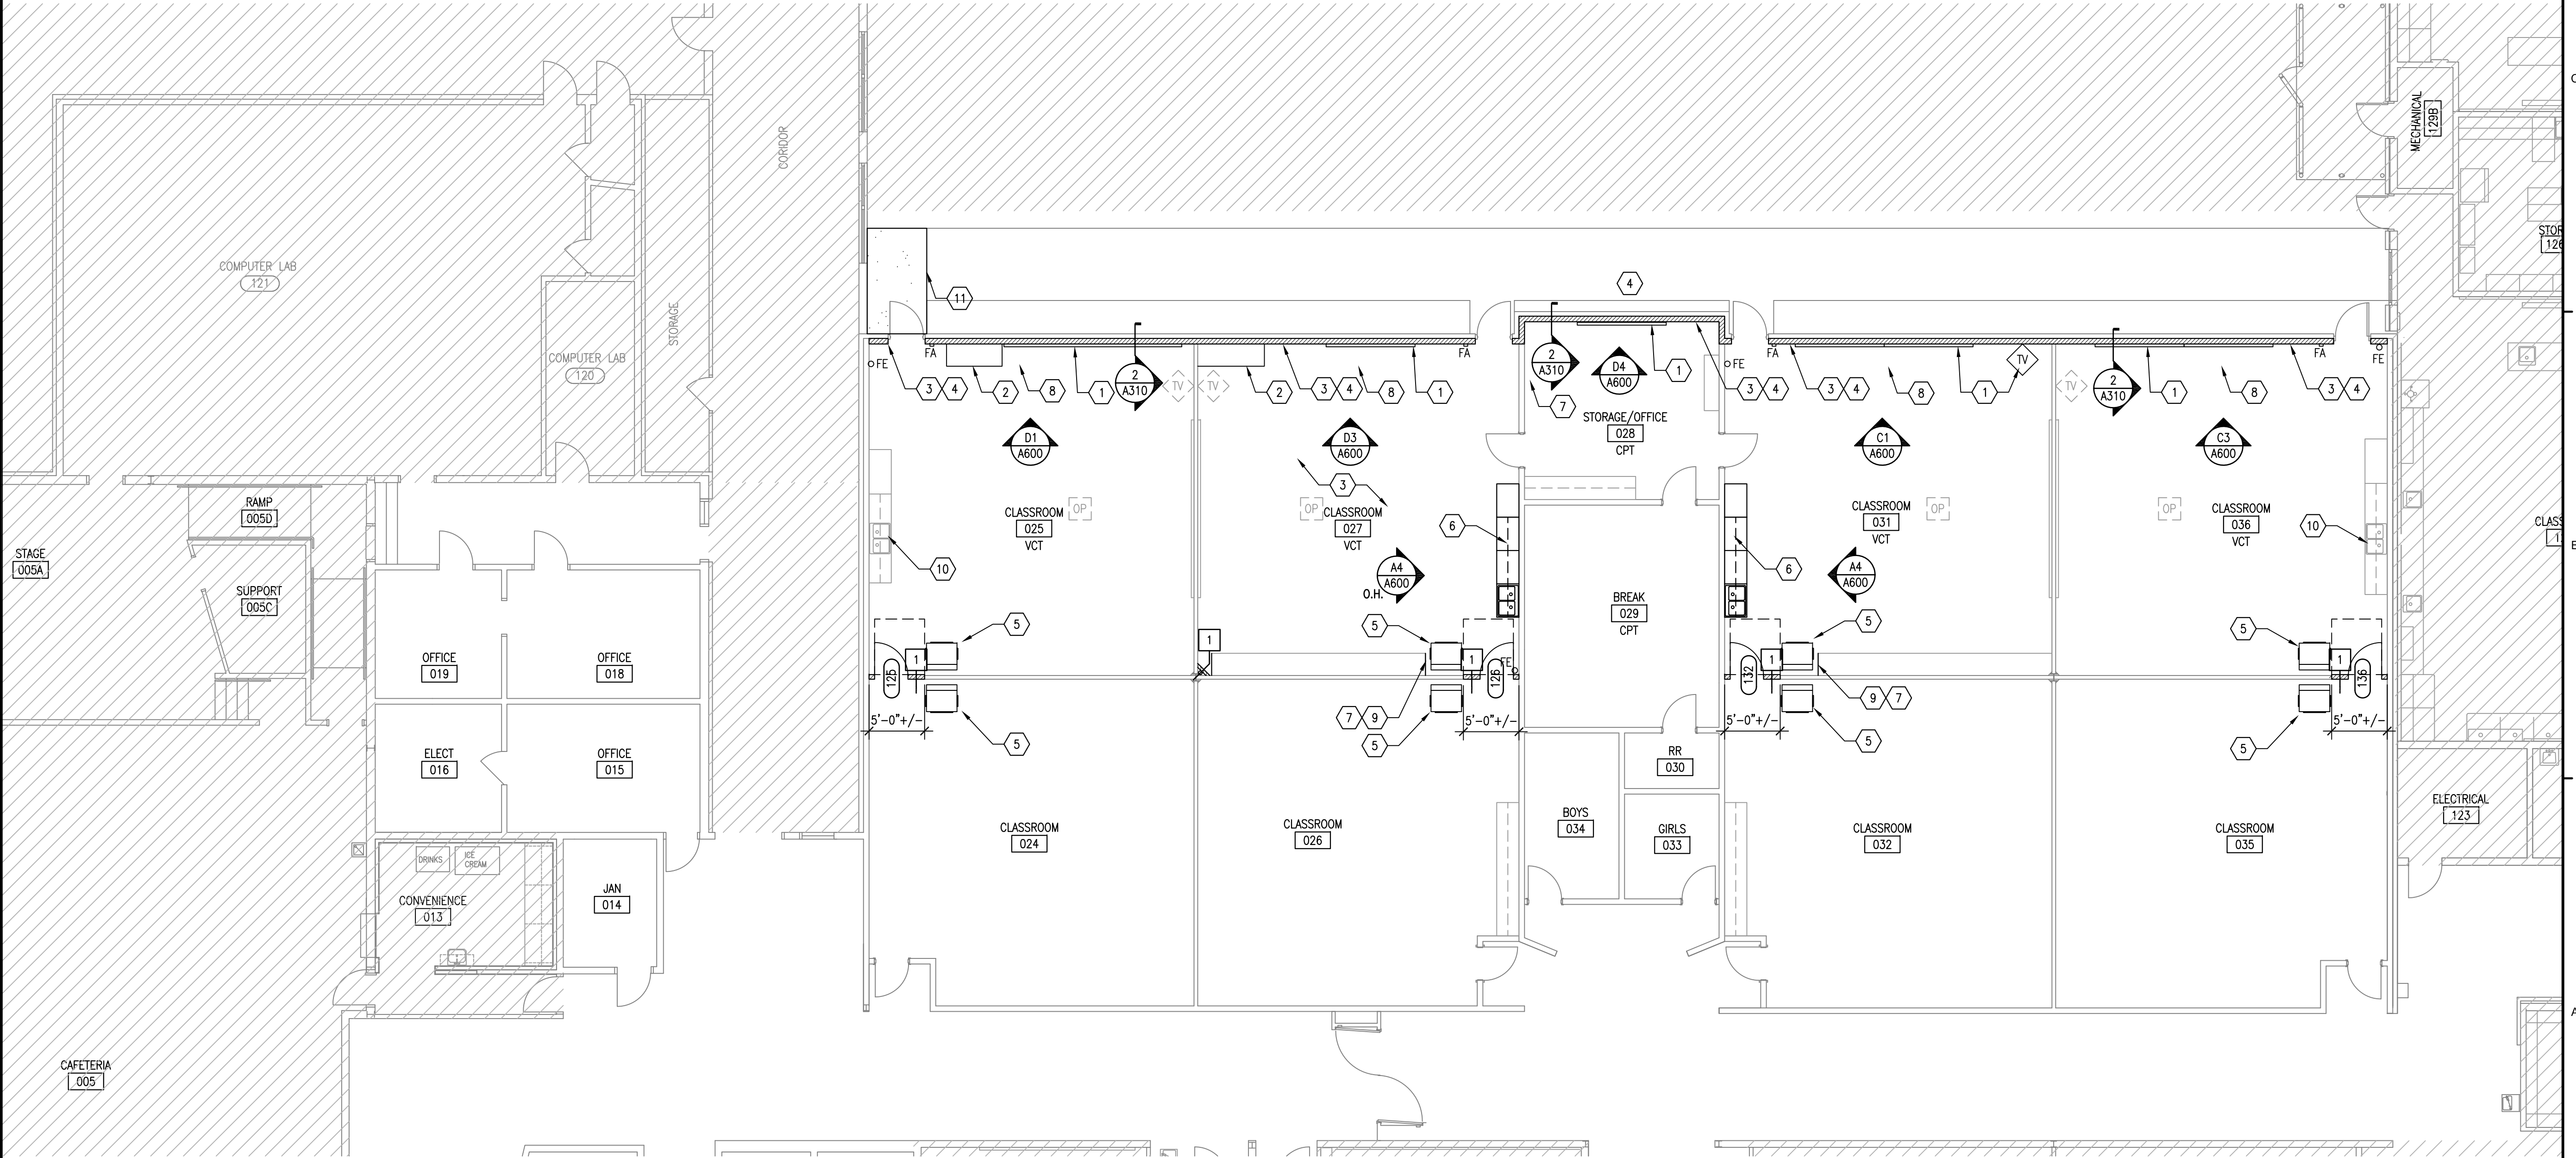 CORIDOR
MECHANICAL
129B
COMPUTER LAB
121
STORAGE
COMPUTER LAB
120
RAMP
005D
STAGE
005A
SUPPORT
005C
OFFICE
019
OFFICE
018
ELECT
016
OFFICE
015
DRINKS
ICE
CREAM
CONVENIENCE
013
JAN
014
CAFETERIA
005
11
4
FE
FA
3
4
2
8
1
2
A310
TV
TV
2
FA
3
4
8
1
2
A310
D4
A600
1
7
STORAGE/OFFICE
028
CPT
FE
3
4
FA
3
4
8
1
TV
TV
2
A310
1
8
FA
3
4
FE
D1
A600
D3
A600
C1
A600
C3
A600
3
CLASSROOM
025
VCT
OP
OP
CLASSROOM
027
VCT
6
CLASSROOM
031
VCT
OP
OP
CLASSROOM
036
VCT
10
10
A4
A600
O.H.
6
A4
A600
BREAK
029
CPT
5
1
125
5
5'-0"+/-
1
5
1
FE
126
7
9
5
5'-0"+/-
132
1
5
9
7
5
5'-0"+/-
5
1
136
5
5'-0"+/-
RR
030
BOYS
034
GIRLS
033
CLASSROOM
024
CLASSROOM
026
CLASSROOM
032
CLASSROOM
035
ELECTRICAL
123
B
A